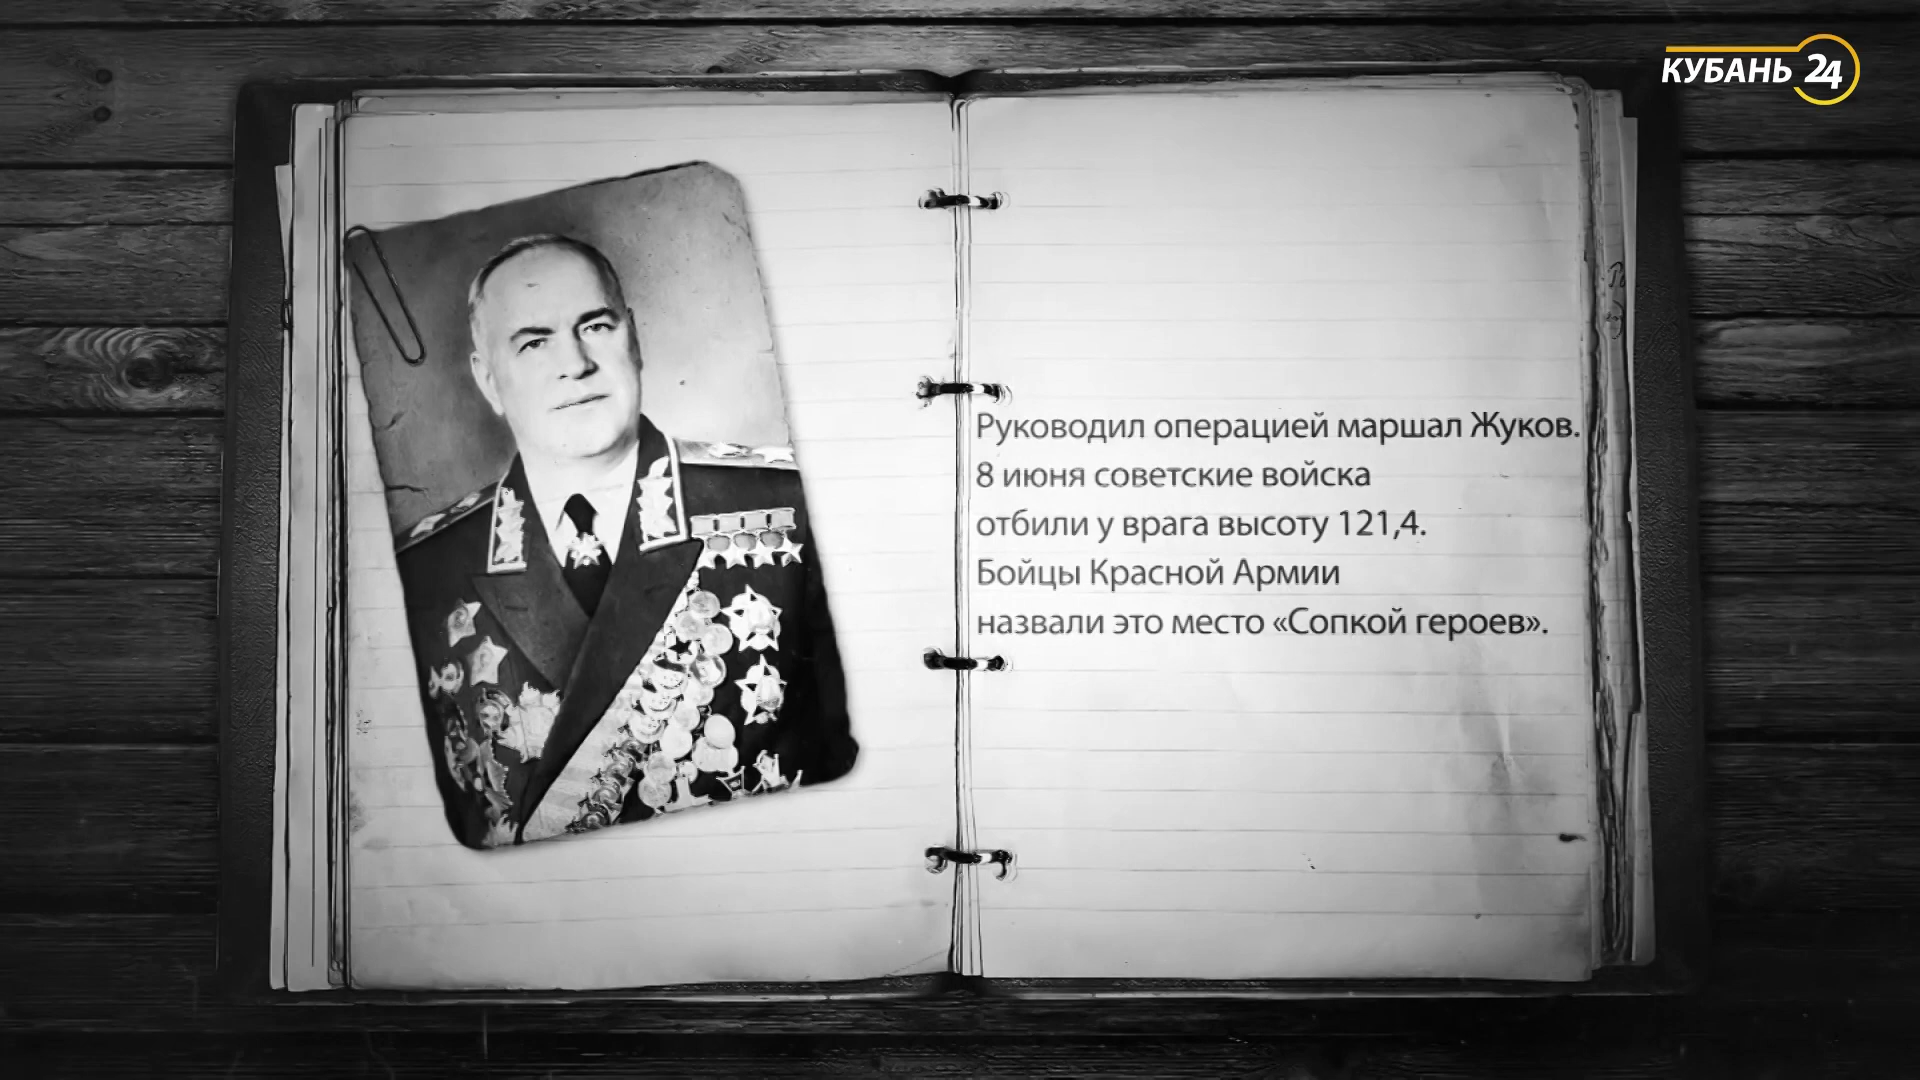 КУБАНЬ 24
Руководил операцией маршал Жуков.
8 июня советские войска
отбили у врага высоту 121,4.
Бойцы Красной Армии
назвали это место «Сопкой героев».